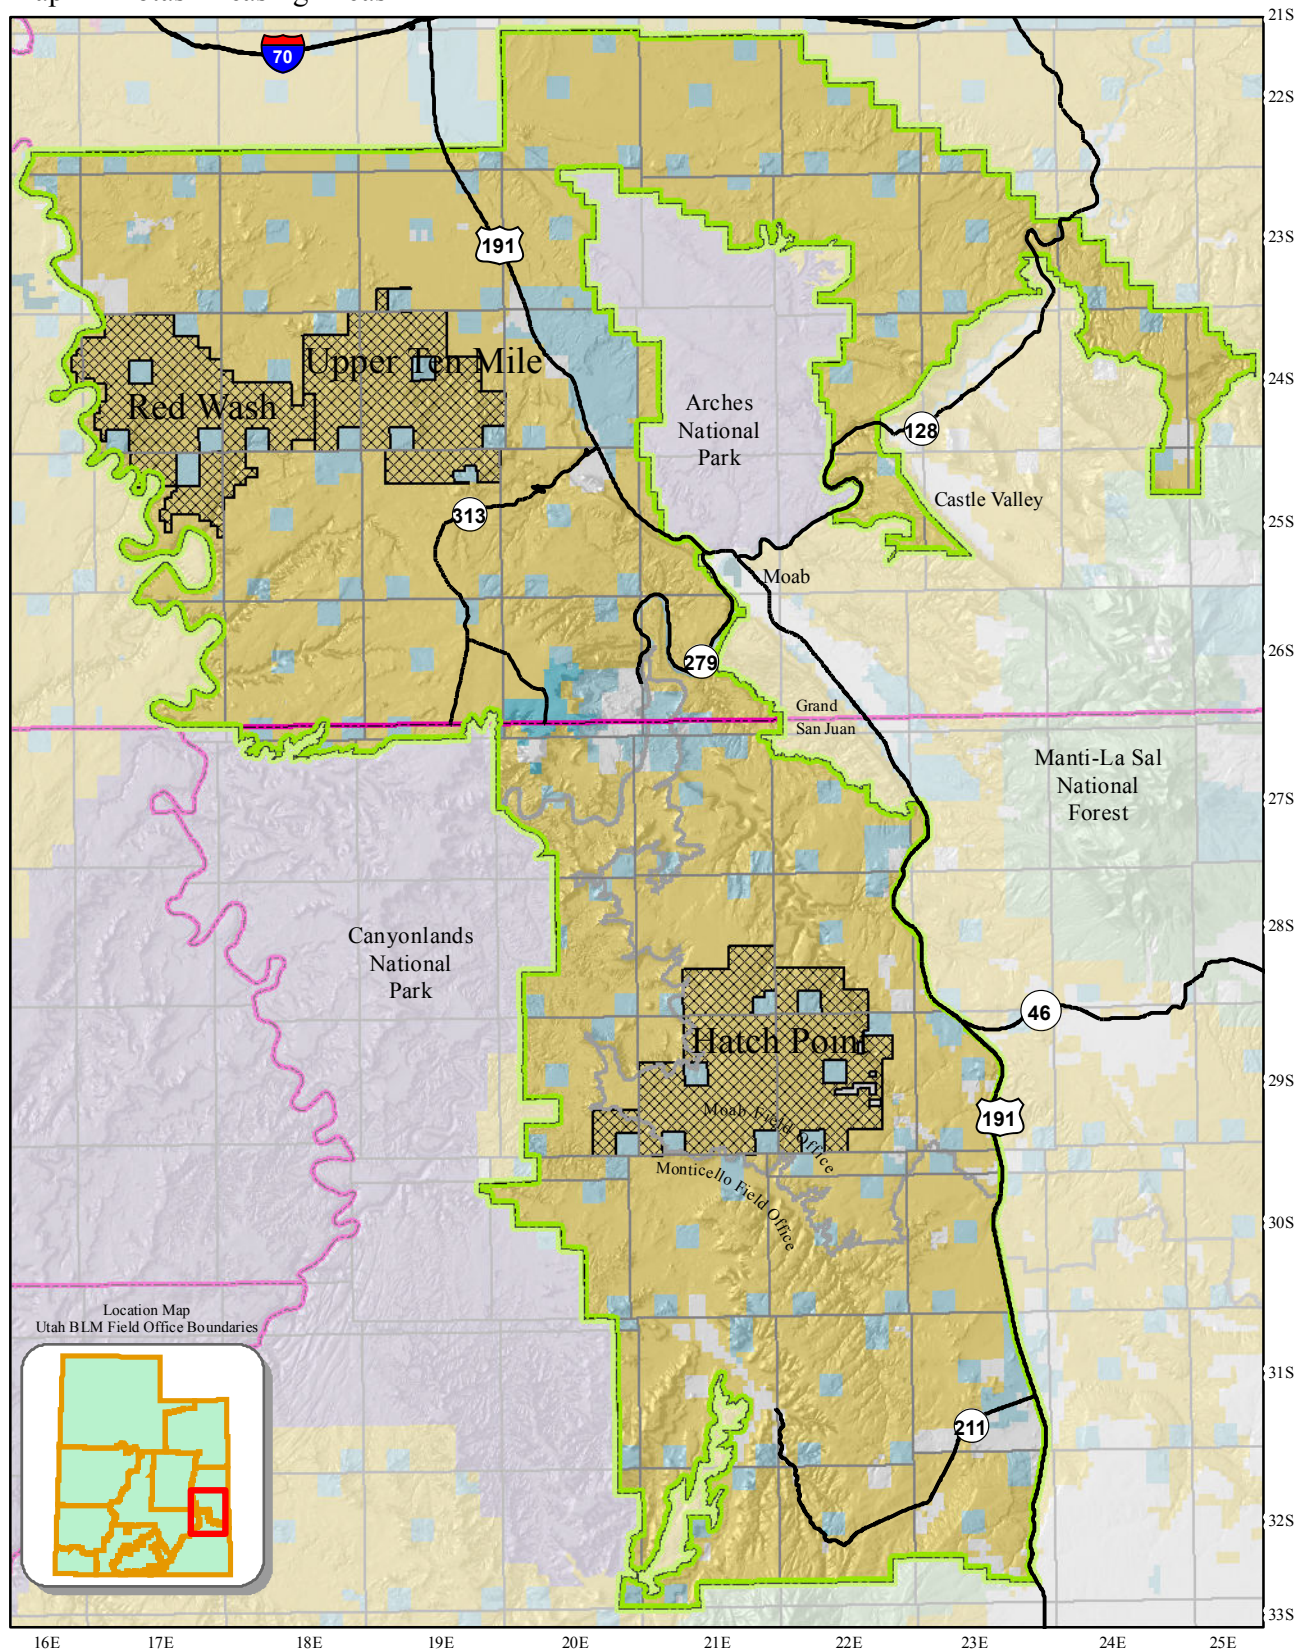 21S
70
22S
191
23S
Upper Ten Mile
Red Wash
24S
Arches
National
Park
128
Castle Valley
313
25S
Moab
279
26S
Grand
San Juan
Manti-La Sal
National
Forest
27S
Canyonlands
National
Park
28S
46
Hatch Point
29S
191
Moab Field Office
Monticello Field Office
30S
Location Map
Utah BLM Field Office Boundaries
31S
211
32S
33S
16E 17E 18E 19E 20E 21E 22E 23E 24E 25E